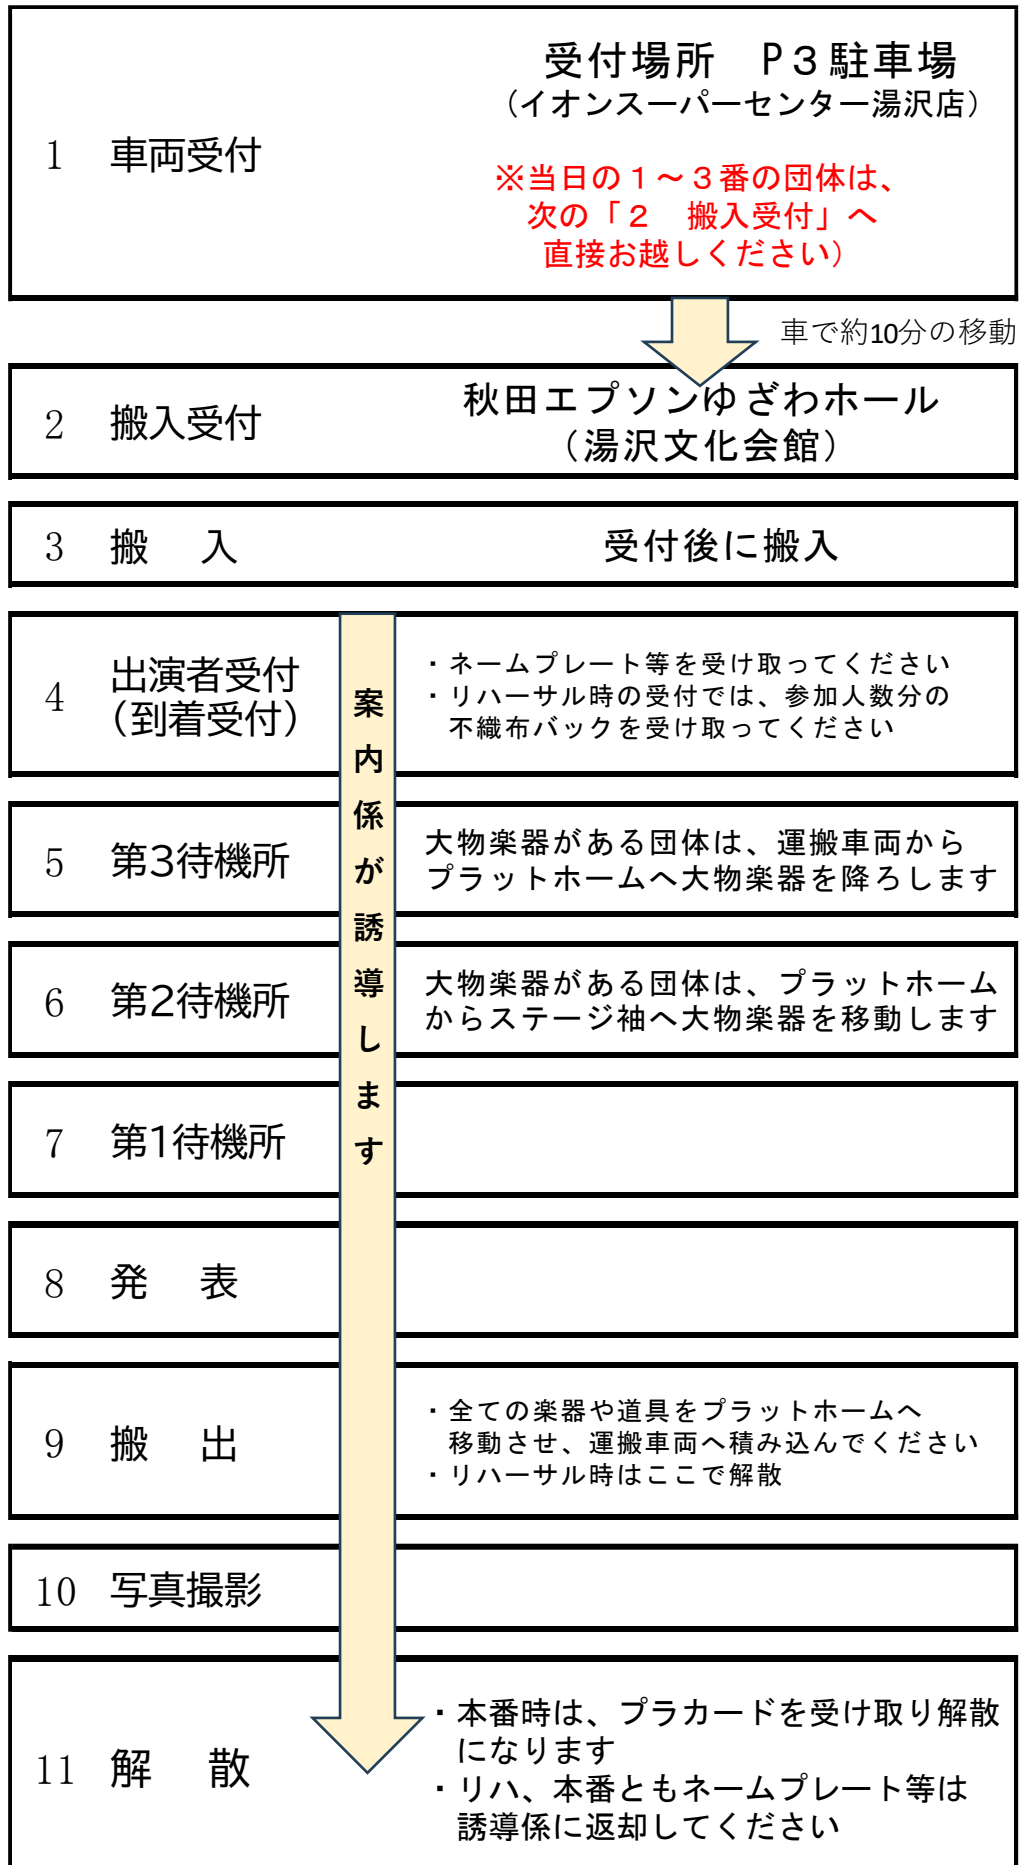 1 車両受付
受付場所　P３駐車場
（イオンスーパーセンター湯沢店）
※当日の１～３番の団体は、
次の「２　搬入受付」へ
直接お越しください）
車で約10分の移動
2 搬入受付
秋田エプソンゆざわホール
（湯沢文化会館）
3 搬　入
受付後に搬入
案内係が誘導します
4 出演者受付
（到着受付）
・ネームプレート等を受け取ってください
・リハーサル時の受付では、参加人数分の
不織布バックを受け取ってください
5 第3待機所
大物楽器がある団体は、運搬車両から
プラットホームへ大物楽器を降ろします
6 第2待機所
大物楽器がある団体は、プラットホーム
からステージ袖へ大物楽器を移動します
7 第1待機所
8 発　表
9 搬　出
・全ての楽器や道具をプラットホームへ
移動させ、運搬車両へ積み込んでください
・リハーサル時はここで解散
10 写真撮影
11 解　散
・本番時は、プラカードを受け取り解散
になります
・リハ、本番ともネームプレート等は
誘導係に返却してください